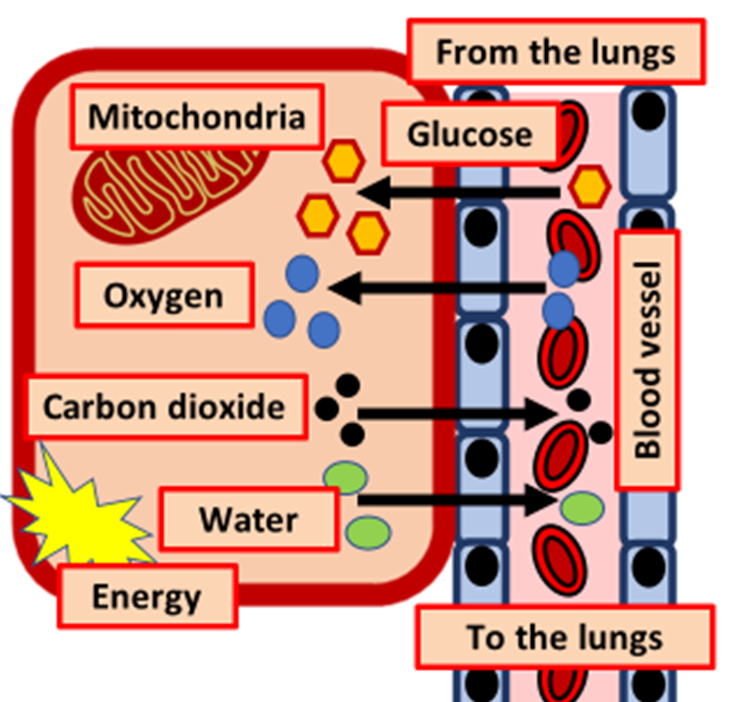 From the lungs
Mitochondria
Glucose
Oxygen
Blood vessel
Carbon dioxide
Water
Energy
To the lungs